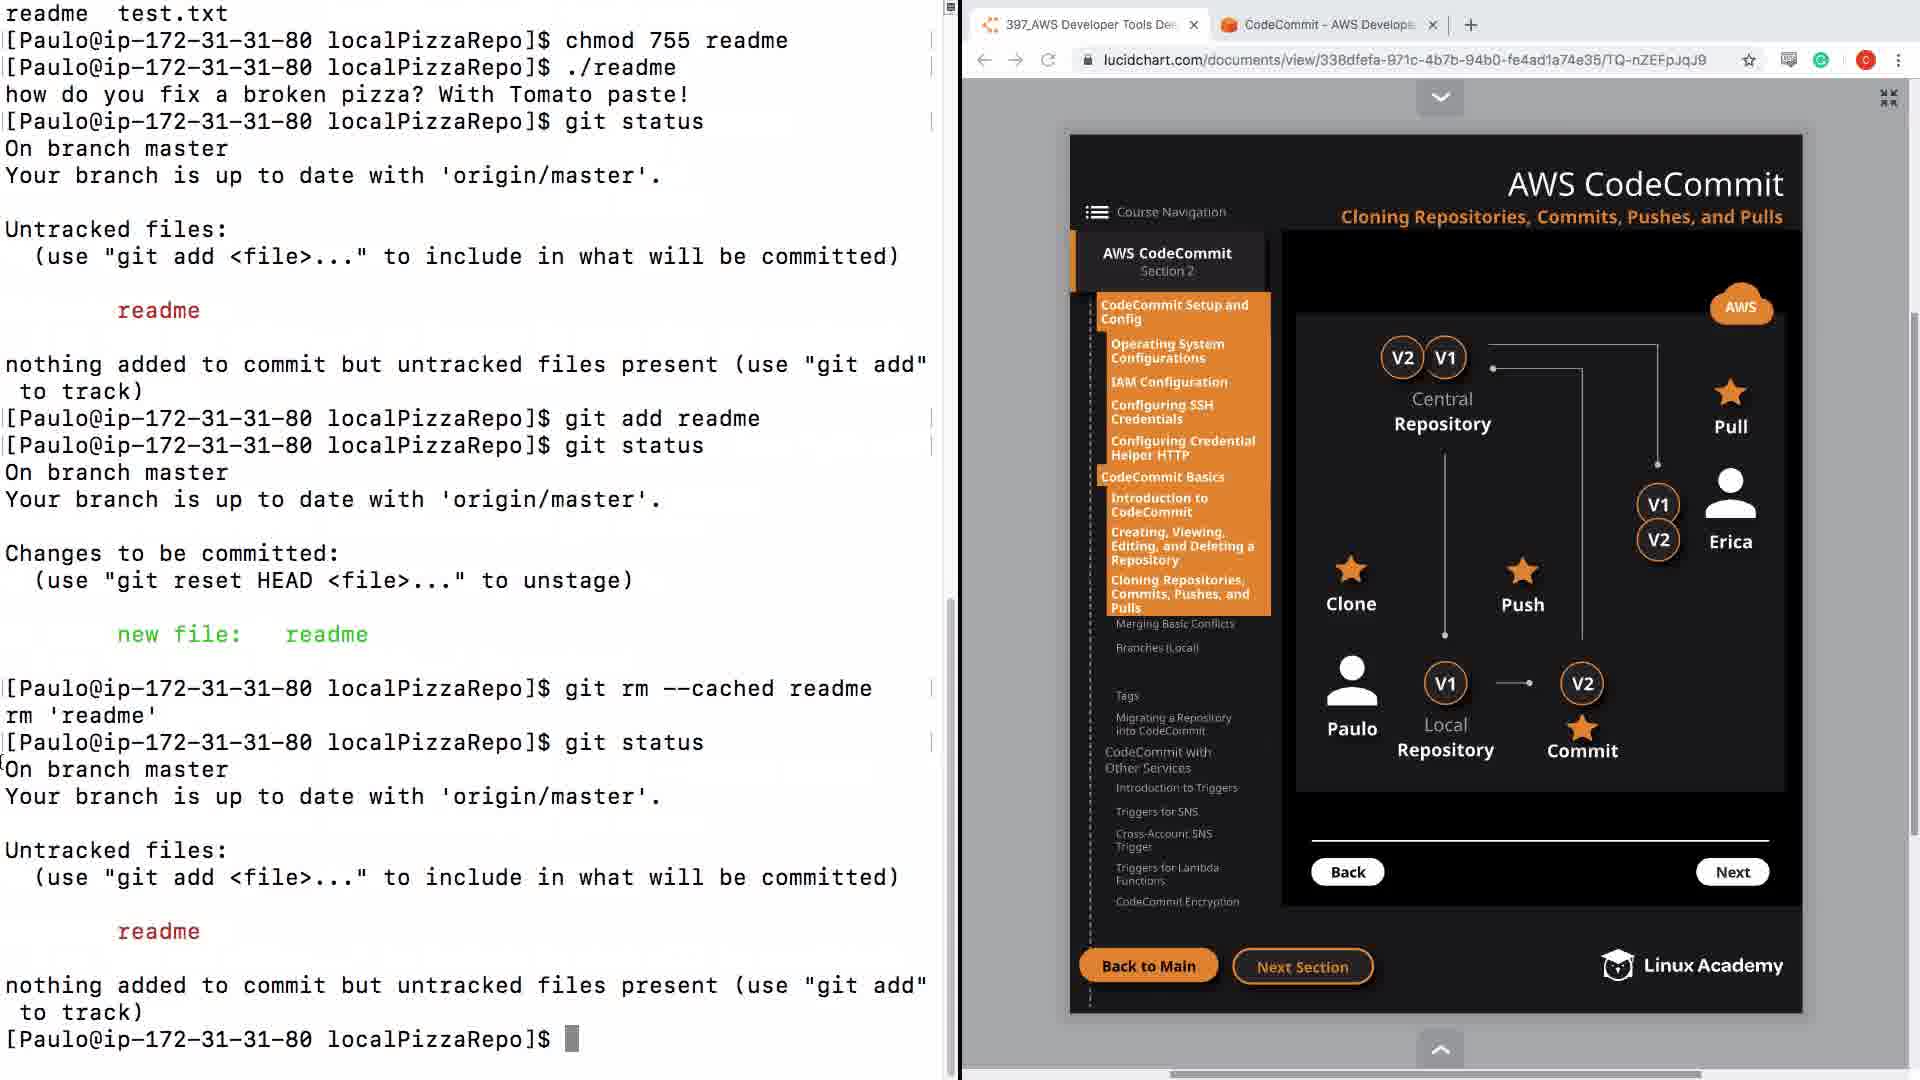 readme  test.txt
[Paulo@ip-172-31-31-80 localPizzaRepo]$ chmod 755 readme
[Paulo@ip-172-31-31-80 localPizzaRepo]$ ./readme
how do you fix a broken pizza? With Tomato paste!
[Paulo@ip-172-31-31-80 localPizzaRepo]$ git status
On branch master
Your branch is up to date with 'origin/master'.
Untracked files:
  (use "git add <file>..." to include in what will be committed)
        readme
nothing added to commit but untracked files present (use "git add"
 to track)
[Paulo@ip-172-31-31-80 localPizzaRepo]$ git add readme
[Paulo@ip-172-31-31-80 localPizzaRepo]$ git status
On branch master
Your branch is up to date with 'origin/master'.
Changes to be committed:
  (use "git reset HEAD <file>..." to unstage)
        new file:   readme
[Paulo@ip-172-31-31-80 localPizzaRepo]$ git rm --cached readme
rm 'readme'
[Paulo@ip-172-31-31-80 localPizzaRepo]$ git status
On branch master
Your branch is up to date with 'origin/master'.
Untracked files:
  (use "git add <file>..." to include in what will be committed)
        readme
nothing added to commit but untracked files present (use "git add"
 to track)
[Paulo@ip-172-31-31-80 localPizzaRepo]$
397_AWS Developer Tools De
CodeCommit - AWS Develop
lucidchart.com/documents/view/338dfefa-971c-4b7b-94b0-fe4ad1a74e35/TQ-nZEFpJqJ9
AWS CodeCommit
Cloning Repositories, Commits, Pushes, and Pulls
Course Navigation
AWS CodeCommit
Section 2
CodeCommit Setup and
Config
Operating System
Configurations
IAM Configuration
Configuring SSH
Credentials
Configuring Credential
Helper HTTP
CodeCommit Basics
Introduction to
CodeCommit
Creating, Viewing,
Editing, and Deleting a
Repository
Cloning Repositories,
Commits, Pushes, and
Pulls
Merging Basic Conflicts
Branches (Local)
Tags
Migrating a Repository
into CodeCommit
CodeCommit with
Other Services
Introduction to Triggers
Triggers for SNS
Cross-Account SNS
Trigger
Triggers for Lambda
Functions
CodeCommit Encryption
AWS
V2 V1
Central
Repository
Pull
V1
V2
Erica
Clone
Push
Paulo
V1
Local
Repository
V2
Commit
Back
Next
Back to Main
Next Section
Linux Academy